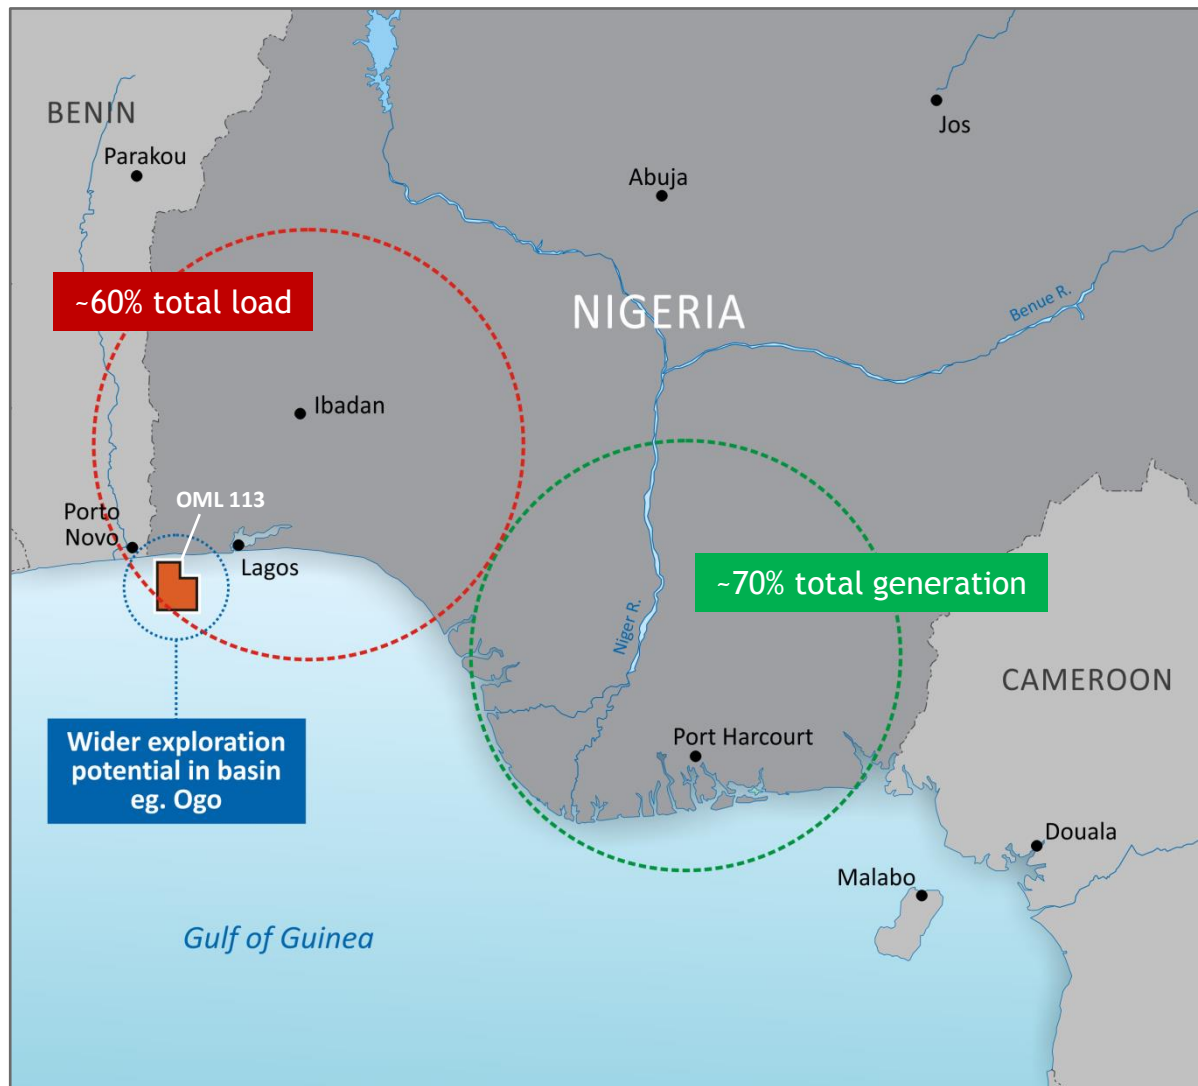 BENIN
Parakou
Jos
Abuja
~60% total load
NIGERIA
Benue R.
Ibadan
OML 113
Porto
Novo
Lagos
~70% total generation
Niger R.
CAMEROON
Wider exploration
potential in basin
eg. Ogo
Port Harcourt
Douala
Malabo
Gulf of Guinea